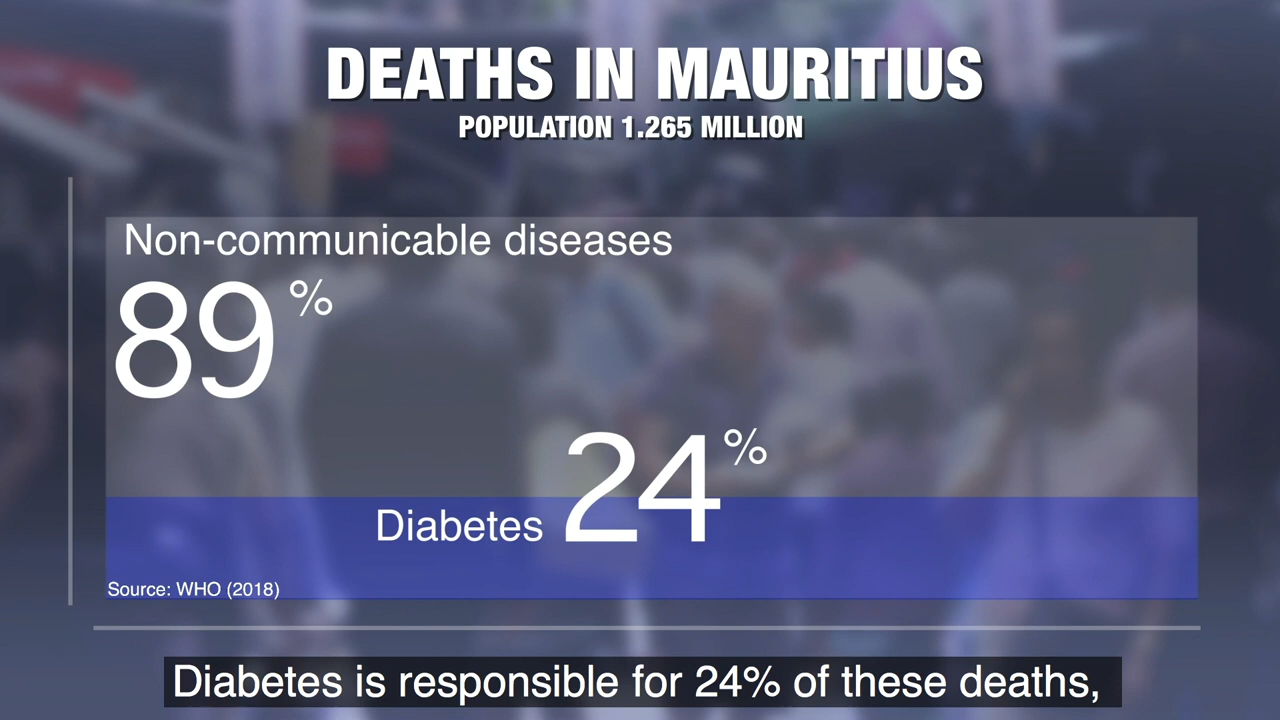 DEATHS IN MAURITIUS
POPULATION 1.265 MILLION
Non-communicable diseases
89%
24%
Diabetes
Source: WHO (2018)
Diabetes is responsible for 24% of these deaths,